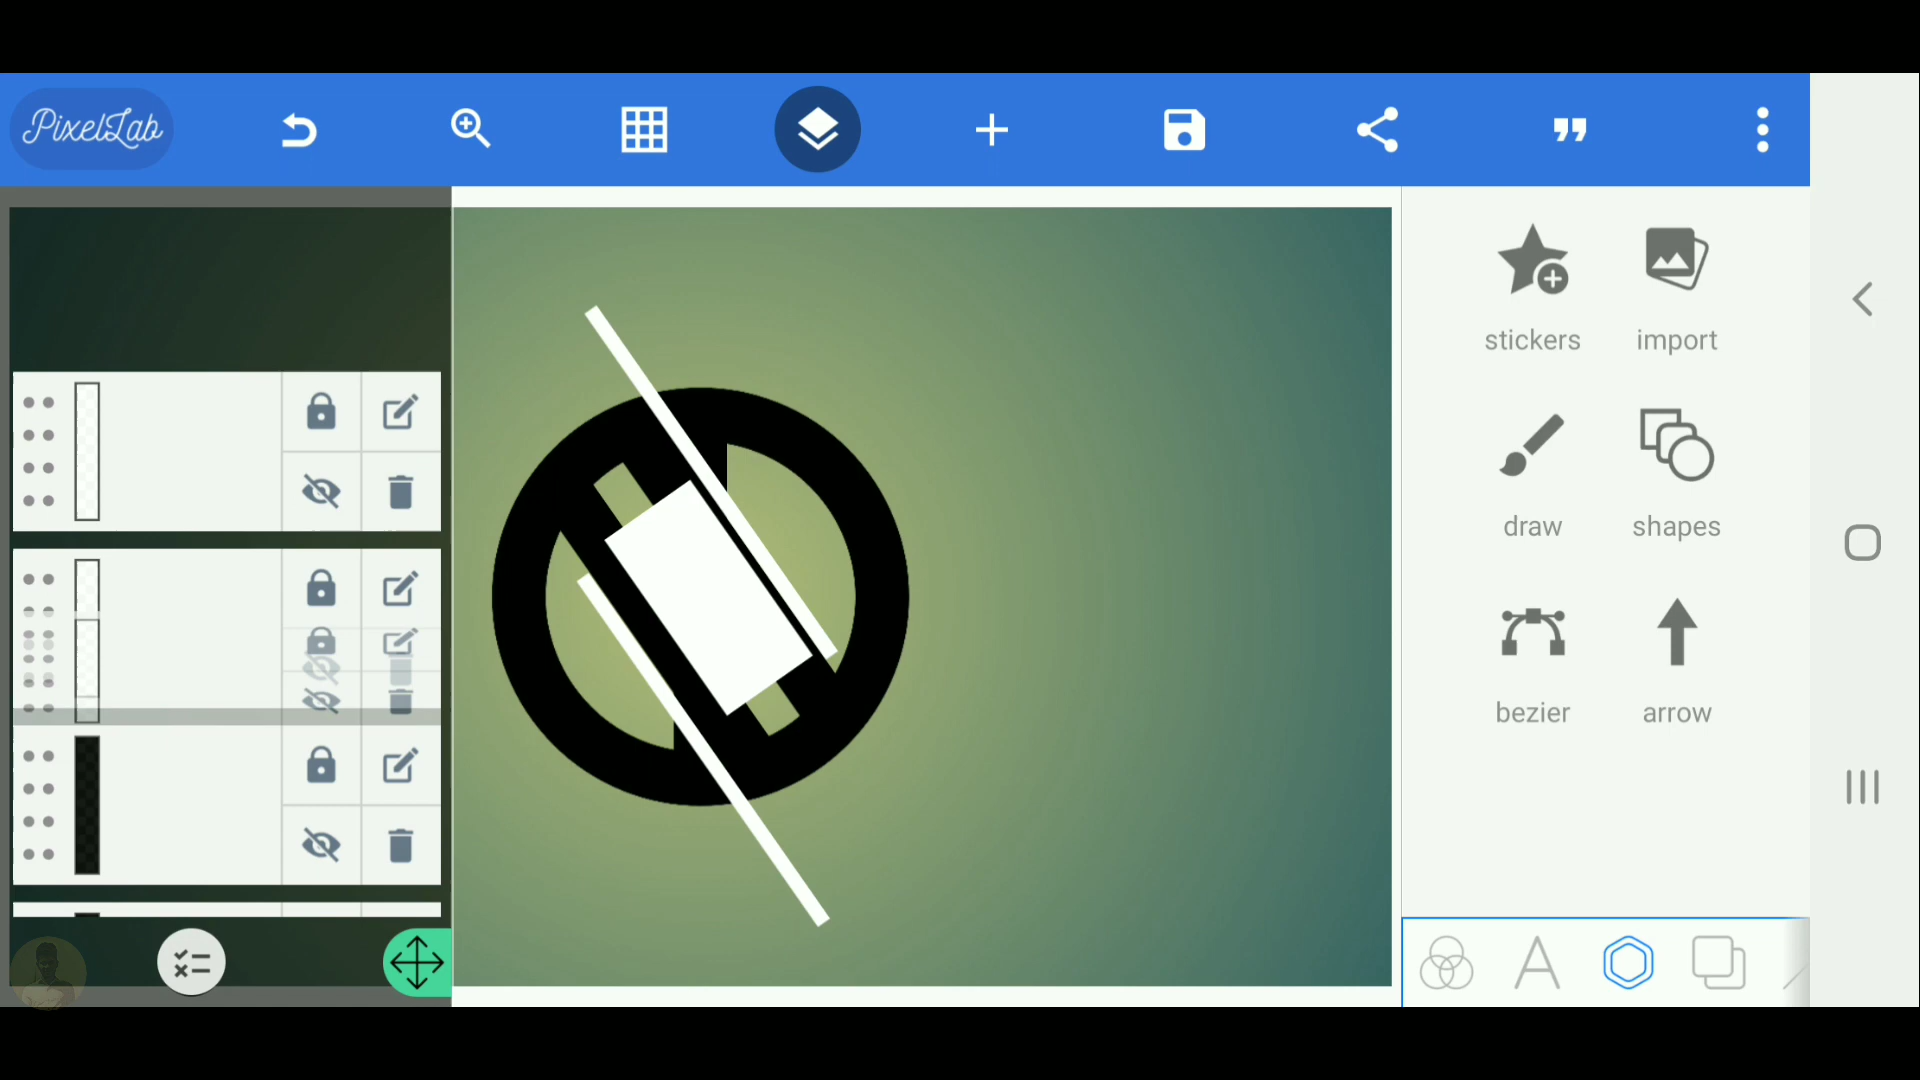 PixelLab
stickers
import
draw
shapes
bezier
arrow